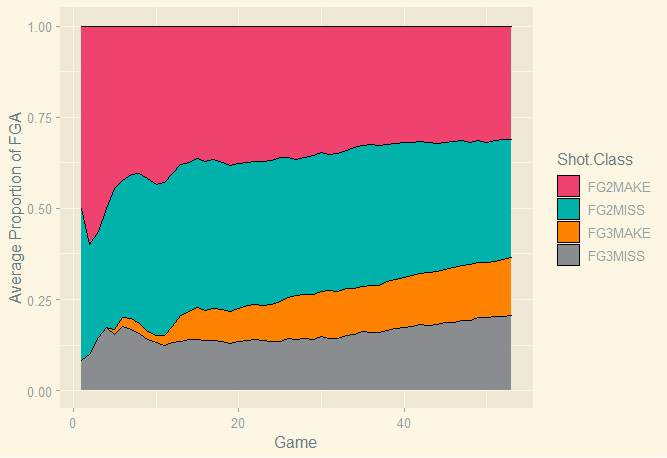 1.00
0.75
0.50
0.25
0.00
Average Proportion of FGA
0 20 40
Game
Shot.Class
FG2MAKE
FG2MISS
FG3MAKE
FG3MISS